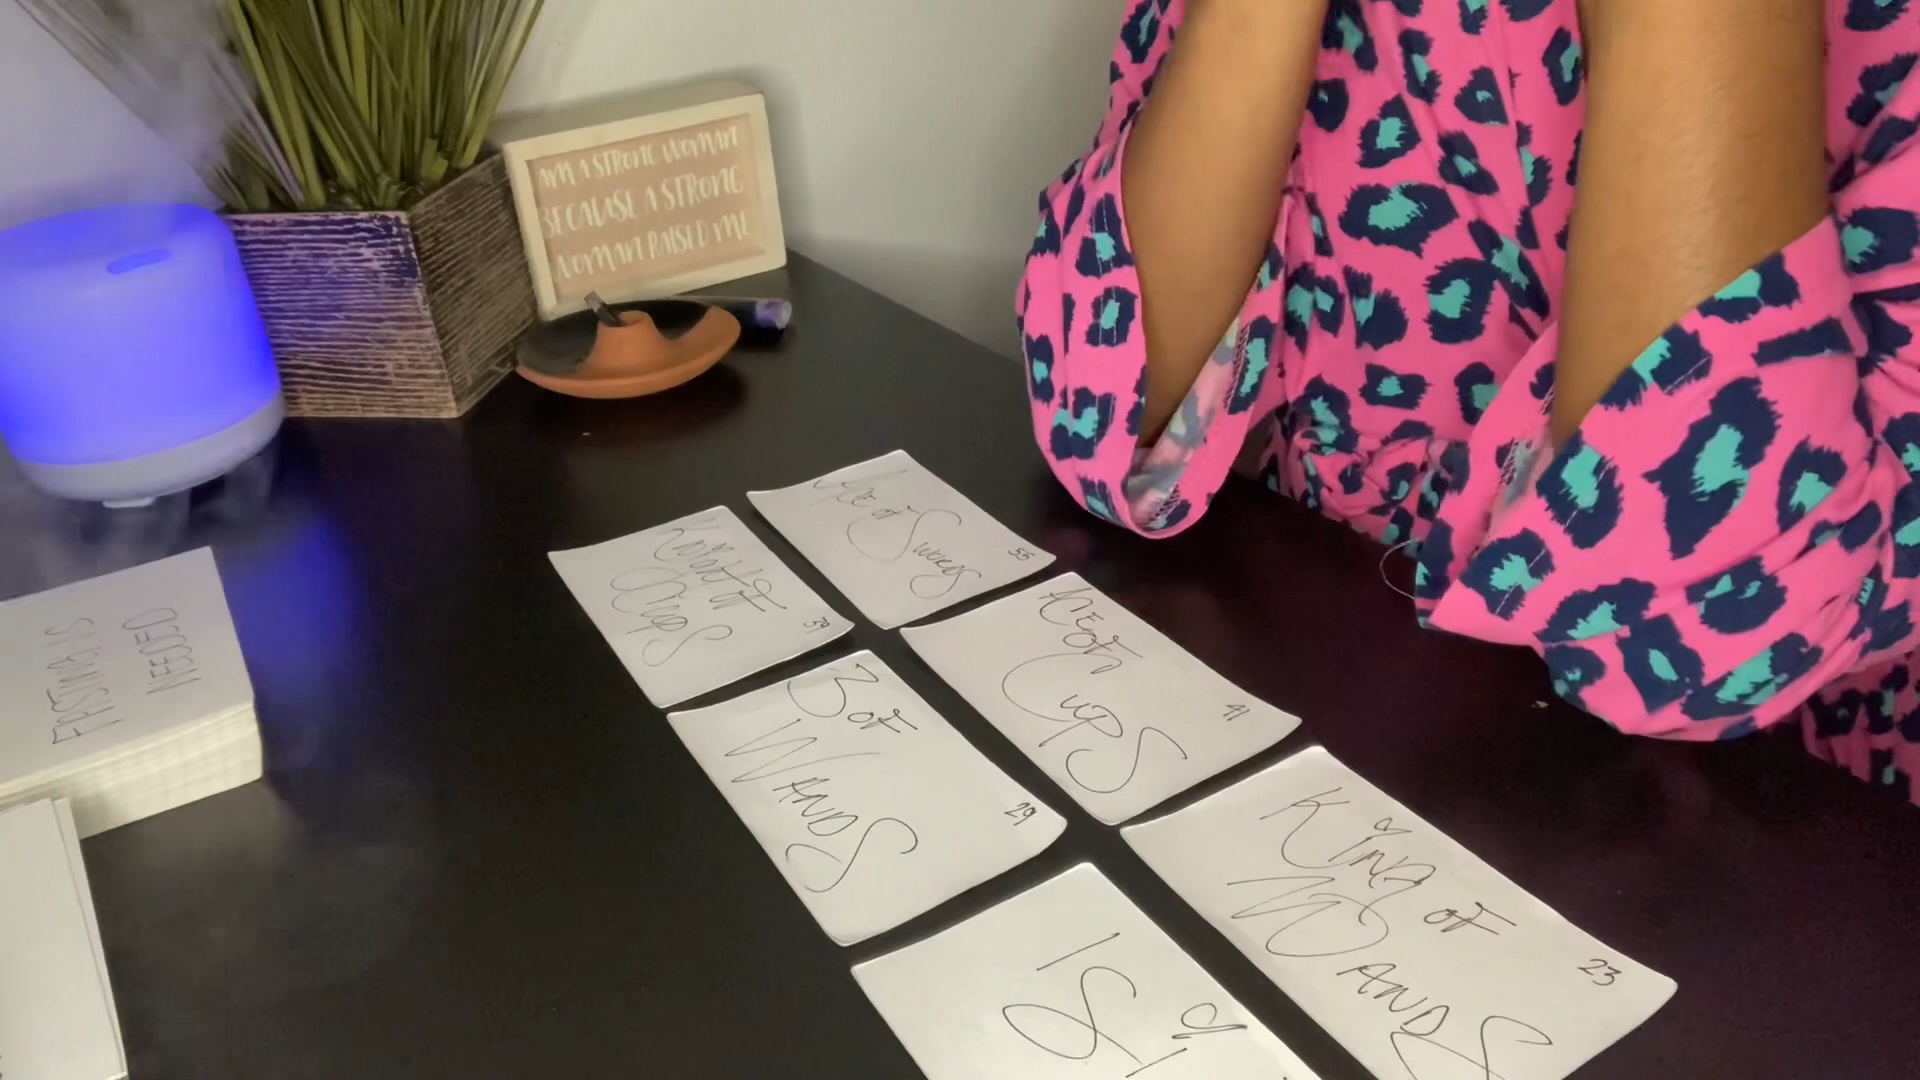 I AM A STRONG WOMAN
BECAUSE A STRONG
WOMAN RAISED ME
of
Swords
55
Knight of
Cups
39
Ace of
Cups
41
3 of
Wands
29
King of
Wands
23
Fasting is
Needed